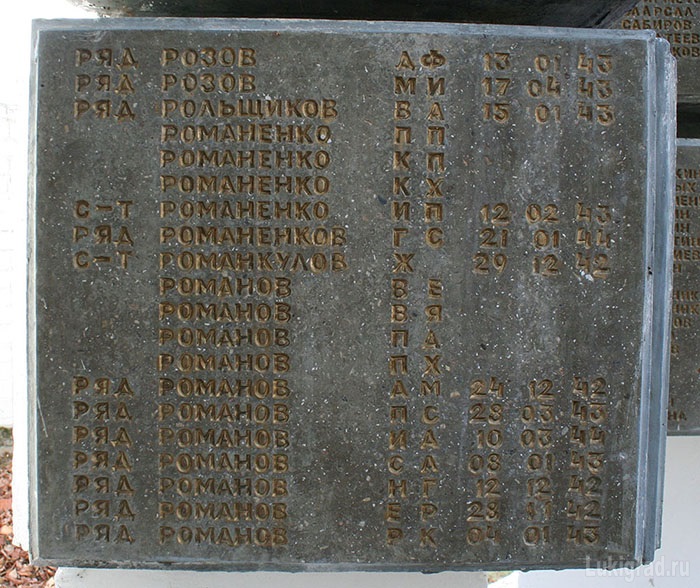 РЯД РОЗОВ А Ф 13 01 43
РЯД РОЗОВ М И 17 04 43
РЯД РОЛЬЩИКОВ В А 15 01 43
РОМАНЕНКО П П
РОМАНЕНКО К П
РОМАНЕНКО К Х
С-Т РОМАНЕНКО И П 12 02 43
РЯД РОМАНЕНКОВ Г С 21 01 44
С-Т РОМАНКУЛОВ Ж 29 12 42
РОМАНОВ В Е
РОМАНОВ В Я
РОМАНОВ П А
РОМАНОВ П Х
РЯД РОМАНОВ А М 24 12 42
РЯД РОМАНОВ П С 28 03 43
РЯД РОМАНОВ И А 10 03 44
РЯД РОМАНОВ С А 08 01 43
РЯД РОМАНОВ Н Г 12 12 42
РЯД РОМАНОВ Е Р 28 11 42
РЯД РОМАНОВ Р К 04 01 43
САБИРОВ
Lukigrad.ru